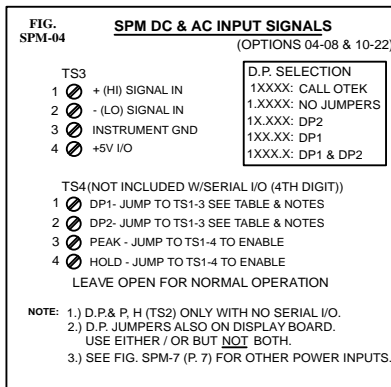 FIG. SPM-04
SPM DC & AC INPUT SIGNALS
(OPTIONS 04-08 & 10-22)
TS3
1 + (HI) SIGNAL IN
2 - (LO) SIGNAL IN
3 INSTRUMENT GND
4 +5V I/O
D.P. SELECTION
1XXXX: CALL OTEK
1.XXXX: NO JUMPERS
1X.XXX: DP2
1XX.XX: DP1
1XXX.X: DP1 & DP2
TS4(NOT INCLUDED W/SERIAL I/O (4TH DIGIT))
1 DP1- JUMP TO TS1-3 SEE TABLE & NOTES
2 DP2- JUMP TO TS1-3 SEE TABLE & NOTES
3 PEAK - JUMP TO TS1-4 TO ENABLE
4 HOLD - JUMP TO TS1-4 TO ENABLE
LEAVE OPEN FOR NORMAL OPERATION
NOTE: 1.) D.P.& P, H (TS2) ONLY WITH NO SERIAL I/O.
2.) D.P. JUMPERS ALSO ON DISPLAY BOARD.
USE EITHER / OR BUT NOT BOTH.
3.) SEE FIG. SPM-7 (P. 7) FOR OTHER POWER INPUTS.